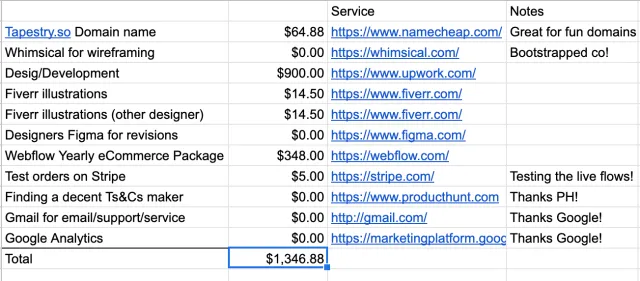 Service Notes
Tapestry.so Domain name $64.88 https://www.namecheap.com/ Great for fun domains
Whimsical for wireframing $0.00 https://whimsical.com/ Bootstrapped co!
Desig/Development $900.00 https://www.upwork.com/
Fiverr illustrations $14.50 https://www.fiverr.com/
Fiverr illustrations (other designer) $14.50 https://www.fiverr.com/
Designers Figma for revisions $0.00 https://www.figma.com/
Webflow Yearly eCommerce Package $348.00 https://webflow.com/
Test orders on Stripe $5.00 https://stripe.com/ Testing the live flows!
Finding a decent Ts&Cs maker $0.00 https://www.producthunt.com Thanks PH!
Gmail for email/support/service $0.00 http://gmail.com/ Thanks Google!
Google Analytics $0.00 https://marketingplatform.goog Thanks Google!
Total $1,346.88